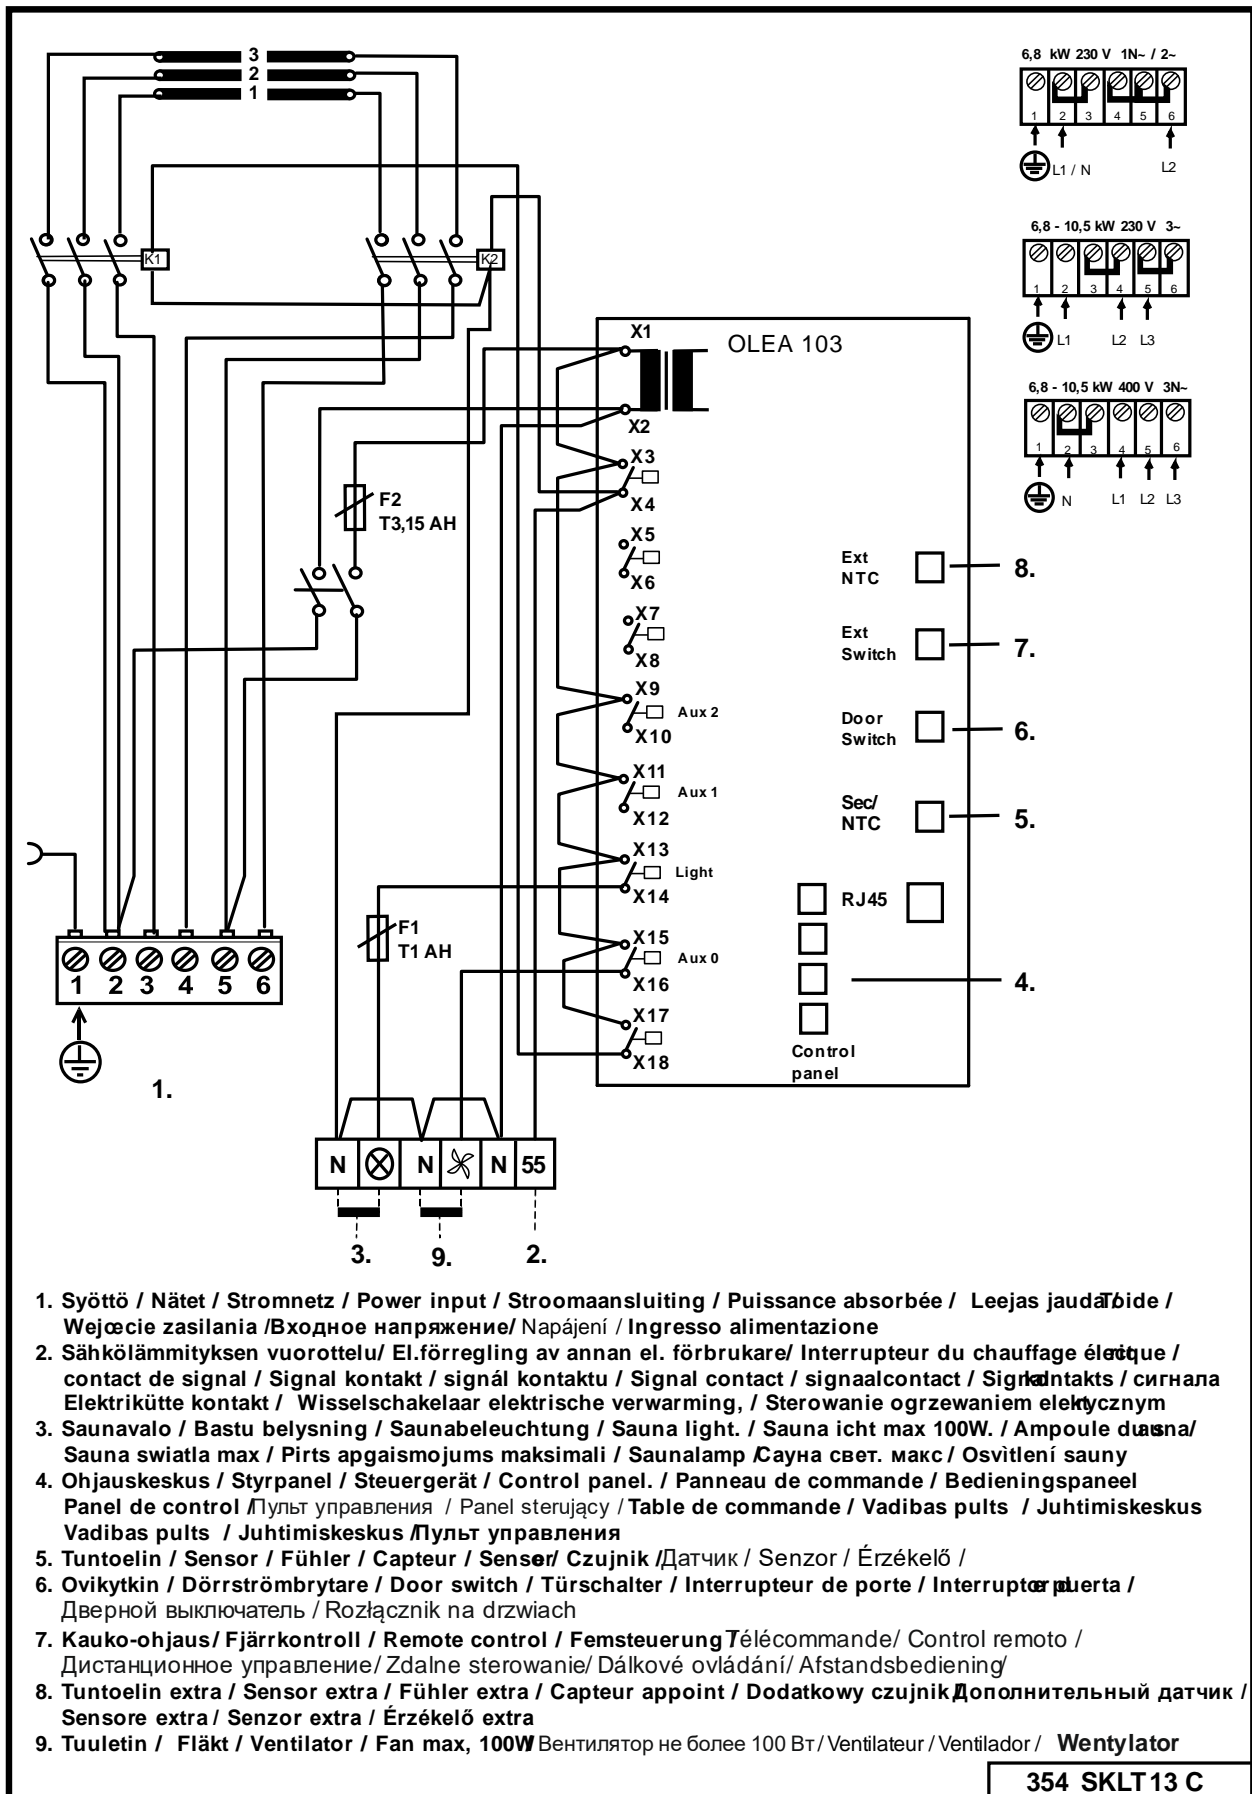 3
2
1
6,8 kW 230 V 1N~ / 2~
1 2 3 4 5 6
L1 / N L2
K1
K2
6,8 - 10,5 kW 230 V 3~
1 2 3 4 5 6
L1 L2 L3
X1
OLEA 103
X2
6,8 - 10,5 kW 400 V 3N~
1 2 3 4 5 6
N L1 L2 L3
X3
F2
T3,15 AH
X4
X5
X6
Ext
NTC
8.
X7
X8
Ext
Switch
7.
X9
Aux 2
X10
Door
Switch
6.
X11
Aux 1
X12
Sec/
NTC
5.
X13
Light
X14
RJ45
F1
T1 AH
X15
Aux 0
X16
4.
1 2 3 4 5 6
X17
X18
Control
panel
1.
N N N 55
3. 9. 2.
1. Syöttö / Nätet / Stromnetz / Power input / Stroomaansluiting / Puissance absorbée / Leejas jauda/Toide /
Wejœcie zasilania /Входное напряжение/ Napájení / Ingresso alimentazione
2. Sähkölämmityksen vuorottelu/ El.förregling av annan el. förbrukare/ Interrupteur du chauffage électrique /
contact de signal / Signal kontakt / signál kontaktu / Signal contact / signaalcontact / Signalkontakts / сигнала
Elektrikütte kontakt / Wisselschakelaar elektrische verwarming, / Sterowanie ogrzewaniem elektycznym
3. Saunavalo / Bastu belysning / Saunabeleuchtung / Sauna light. / Sauna icht max 100W. / Ampoule du sauna/
Sauna swiatla max / Pirts apgaismojums maksimali / Saunalamp /Сауна свет. макс / Osvìtlení sauny
4. Ohjauskeskus / Styrpanel / Steuergerät / Control panel. / Panneau de commande / Bedieningspaneel
Panel de control /Пульт управления / Panel sterujący / Table de commande / Vadibas pults / Juhtimiskeskus
Vadibas pults / Juhtimiskeskus /Пульт управления
5. Tuntoelin / Sensor / Fühler / Capteur / Sensor/ Czujnik /Датчик / Senzor / Érzékelő /
6. Ovikytkin / Dörrströmbrytare / Door switch / Türschalter / Interrupteur de porte / Interruptor puerta /
Дверной выключатель / Rozłącznik na drzwiach
7. Kauko-ohjaus/ Fjärrkontroll / Remote control / Femsteuerung /Télécommande/ Control remoto /
Дистанционное управление/ Zdalne sterowanie/ Dálkové ovládání/ Afstandsbediening/
8. Tuntoelin extra / Sensor extra / Fühler extra / Capteur appoint / Dodatkowy czujnik/Дополнительный датчик /
Sensore extra / Senzor extra / Érzékelő extra
9. Tuuletin / Fläkt / Ventilator / Fan max, 100W/ Вентилятор не более 100 Вт / Ventilateur / Ventilador / Wentylator
354 SKLT13 C